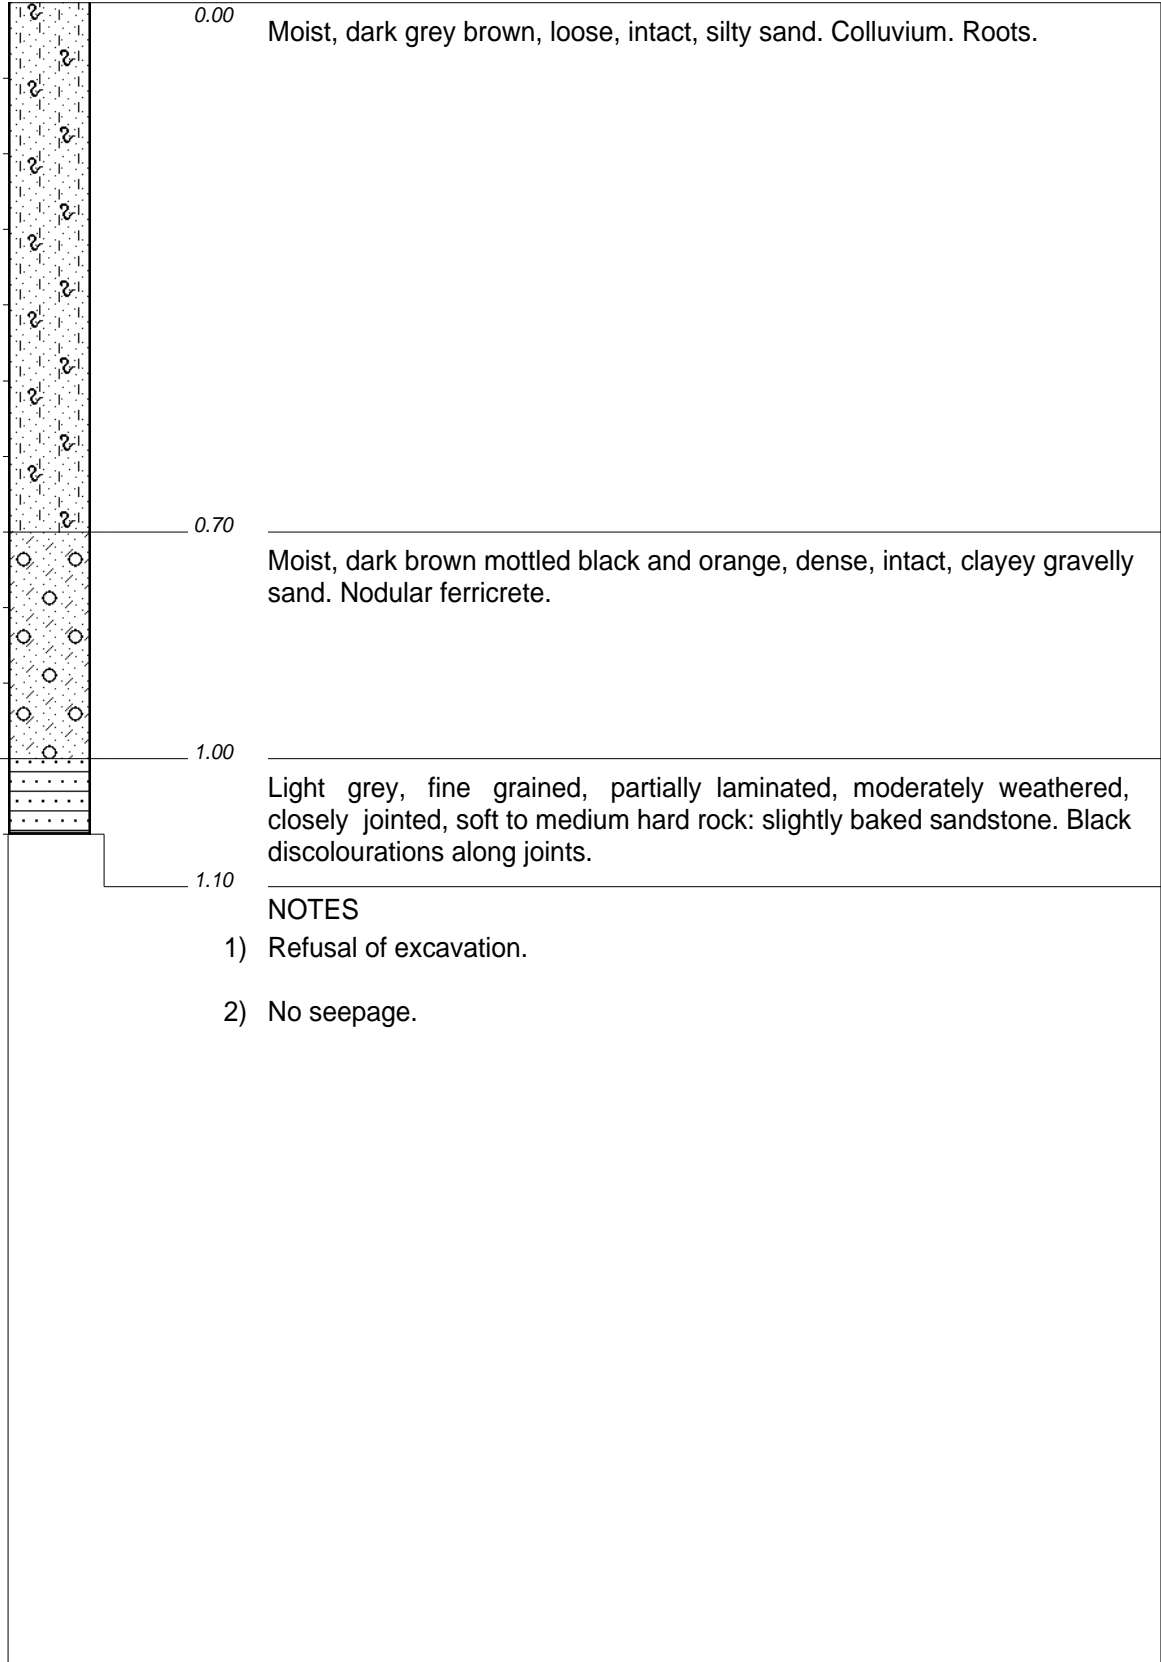 0.00
Moist, dark grey brown, loose, intact, silty sand. Colluvium. Roots.
0.70
Moist, dark brown mottled black and orange, dense, intact, clayey gravelly
sand. Nodular ferricrete.
1.00
Light grey, fine grained, partially laminated, moderately weathered,
closely jointed, soft to medium hard rock: slightly baked sandstone. Black
discolourations along joints.
1.10
NOTES
1) Refusal of excavation.
2) No seepage.